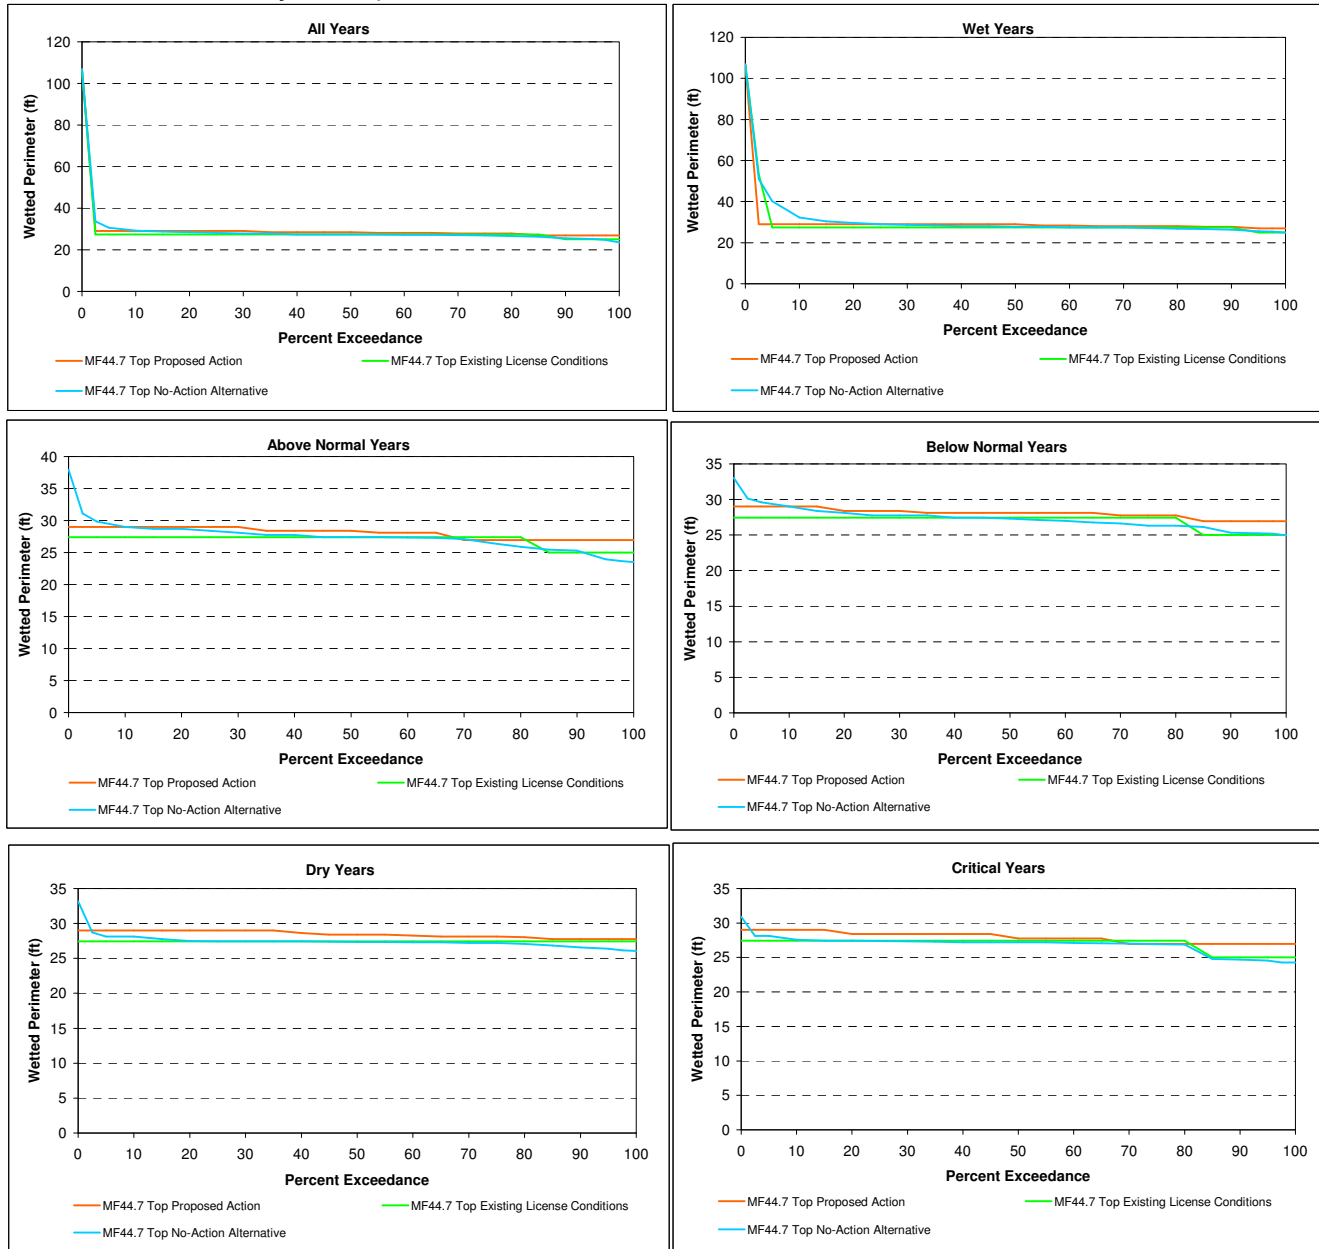 All Years
120
100
80
60
40
20
0
Wetted Perimeter (ft)
0 10 20 30 40 50 60 70 80 90 100
Percent Exceedance
MF44.7 Top Proposed Action
MF44.7 Top Existing License Conditions
MF44.7 Top No-Action Alternative
Wet Years
120
100
80
60
40
20
0
Wetted Perimeter (ft)
0 10 20 30 40 50 60 70 80 90 100
Percent Exceedance
MF44.7 Top Proposed Action
MF44.7 Top Existing License Conditions
MF44.7 Top No-Action Alternative
Above Normal Years
40
35
30
25
20
15
10
5
0
Wetted Perimeter (ft)
0 10 20 30 40 50 60 70 80 90 100
Percent Exceedance
MF44.7 Top Proposed Action
MF44.7 Top Existing License Conditions
MF44.7 Top No-Action Alternative
Below Normal Years
35
30
25
20
15
10
5
0
Wetted Perimeter (ft)
0 10 20 30 40 50 60 70 80 90 100
Percent Exceedance
MF44.7 Top Proposed Action
MF44.7 Top Existing License Conditions
MF44.7 Top No-Action Alternative
Dry Years
35
30
25
20
15
10
5
0
Wetted Perimeter (ft)
0 10 20 30 40 50 60 70 80 90 100
Percent Exceedance
MF44.7 Top Proposed Action
MF44.7 Top Existing License Conditions
MF44.7 Top No-Action Alternative
Critical Years
35
30
25
20
15
10
5
0
Wetted Perimeter (ft)
0 10 20 30 40 50 60 70 80 90 100
Percent Exceedance
MF44.7 Top Proposed Action
MF44.7 Top Existing License Conditions
MF44.7 Top No-Action Alternative